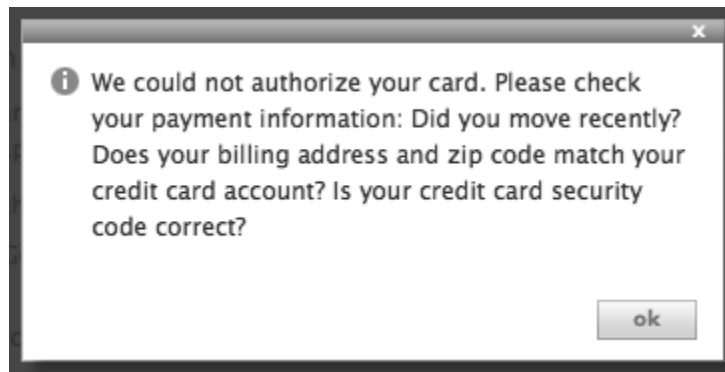 x
We could not authorize your card. Please check
your payment information: Did you move recently?
Does your billing address and zip code match your
credit card account? Is your credit card security
code correct?
ok